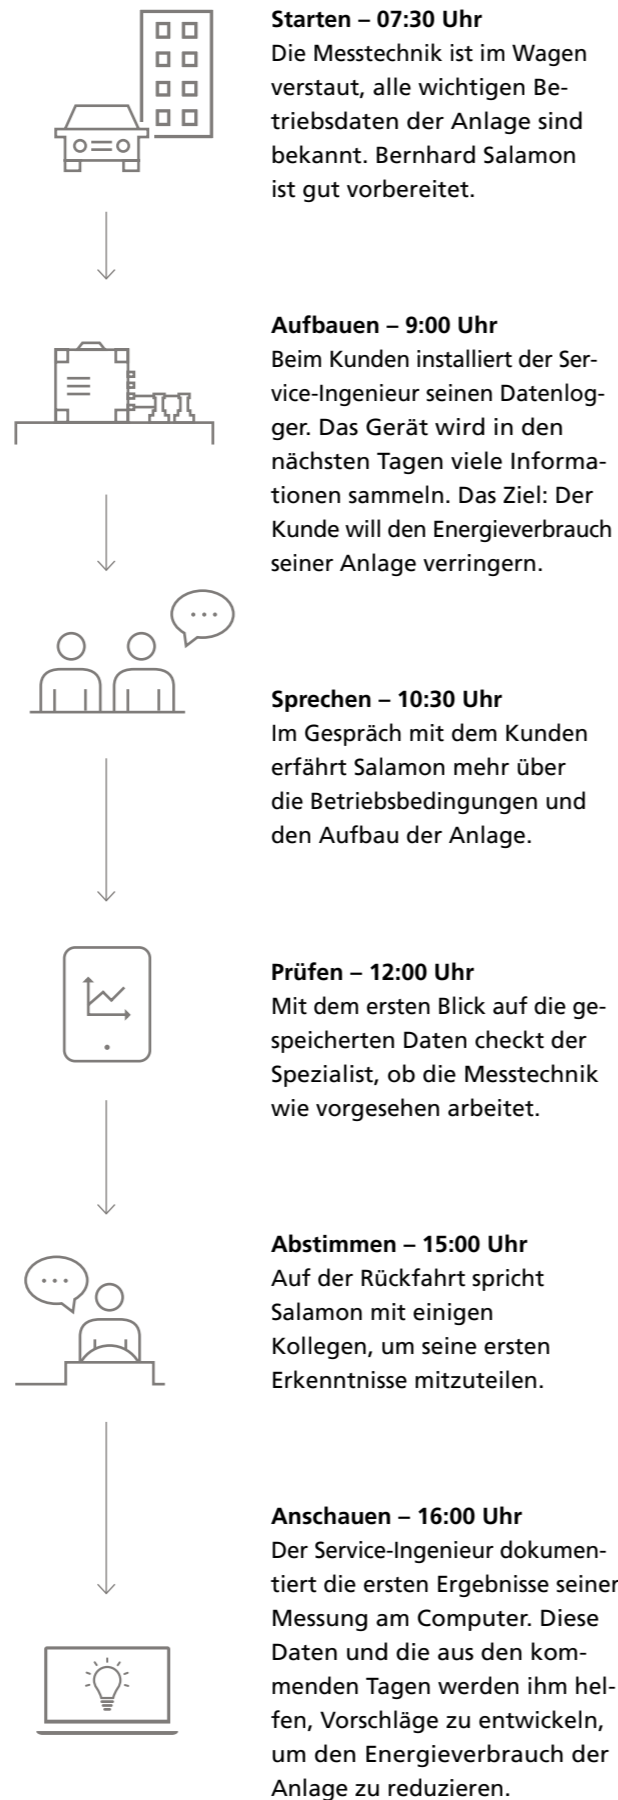 Starten – 07:30 Uhr
Die Messtechnik ist im Wagen
verstaut, alle wichtigen Be-
triebsdaten der Anlage sind
bekannt. Bernhard Salamon
ist gut vorbereitet.
Aufbauen – 9:00 Uhr
Beim Kunden installiert der Ser-
vice-Ingenieur seinen Datenlog-
ger. Das Gerät wird in den
nächsten Tagen viele Informa-
tionen sammeln. Das Ziel: Der
Kunde will den Energieverbrauch
seiner Anlage verringern.
Sprechen – 10:30 Uhr
Im Gespräch mit dem Kunden
erfährt Salamon mehr über
die Betriebsbedingungen und
den Aufbau der Anlage.
Prüfen – 12:00 Uhr
Mit dem ersten Blick auf die ge-
speicherten Daten checkt der
Spezialist, ob die Messtechnik
wie vorgesehen arbeitet.
Abstimmen – 15:00 Uhr
Auf der Rückfahrt spricht
Salamon mit einigen
Kollegen, um seine ersten
Erkenntnisse mitzuteilen.
Anschauen – 16:00 Uhr
Der Service-Ingenieur dokumen-
tiert die ersten Ergebnisse seiner
Messung am Computer. Diese
Daten und die aus den kom-
menden Tagen werden ihm hel-
fen, Vorschläge zu entwickeln,
um den Energieverbrauch der
Anlage zu reduzieren.